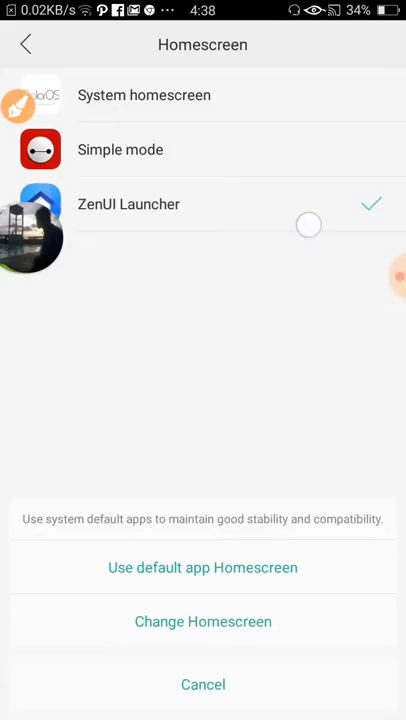 0.02KB/s 4:38 34%
Homescreen
System homescreen
Simple mode
ZenUI Launcher
Use system default apps to maintain good stability and compatibility.
Use default app Homescreen
Change Homescreen
Cancel